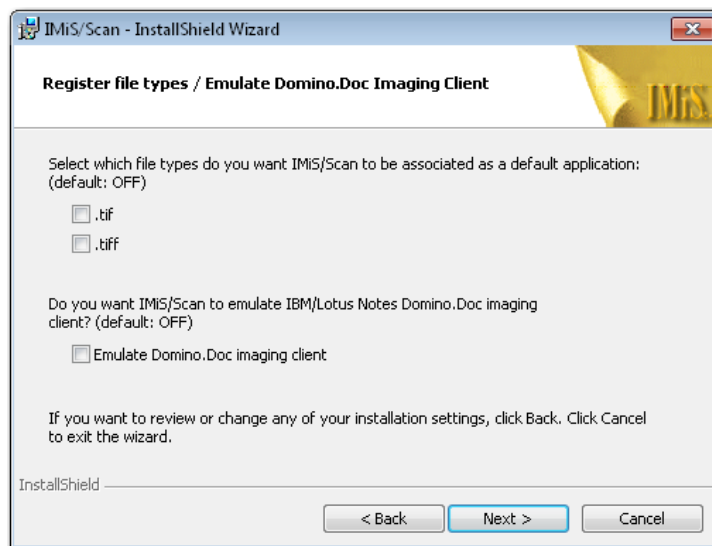 IMiS/Scan - InstallShield Wizard
Register file types / Emulate Domino.Doc Imaging Client
IMiS
Select which file types do you want IMiS/Scan to be associated as a default application:
(default: OFF)
.tif
.tiff
Do you want IMiS/Scan to emulate IBM/Lotus Notes Domino.Doc imaging
client? (default: OFF)
Emulate Domino.Doc imaging client
If you want to review or change any of your installation settings, click Back. Click Cancel
to exit the wizard.
InstallShield
< Back
Next >
Cancel